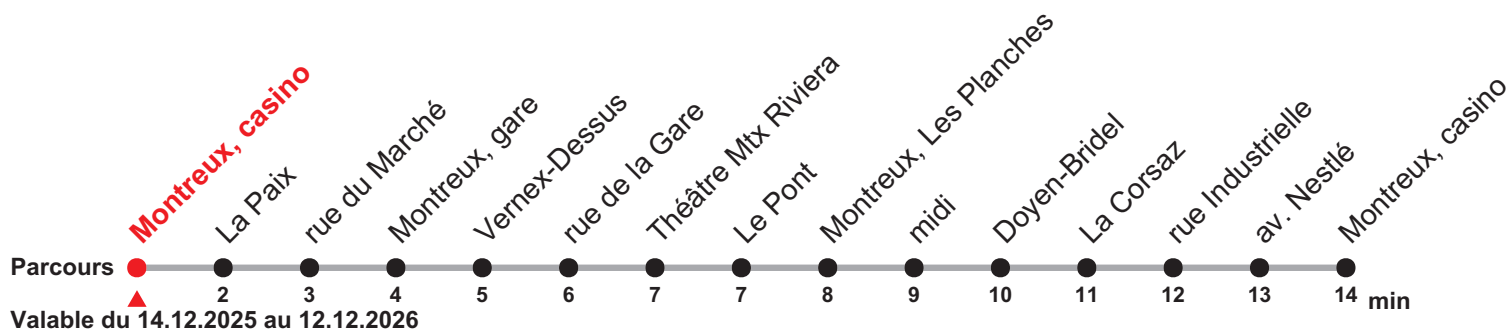 Montreux, casino
La Paix
rue du Marché
Montreux, gare
Vernex-Dessus
rue de la Gare
Théâtre Mtx Riviera
Le Pont
Montreux, Les Planches
midi
Doyen-Bridel
La Corsaz
rue Industrielle
av. Nestlé
Montreux, casino
Parcours
2 3 4 5 6 7 7 8 9 10 11 12 13 14 min
Valable du 14.12.2025 au 12.12.2026